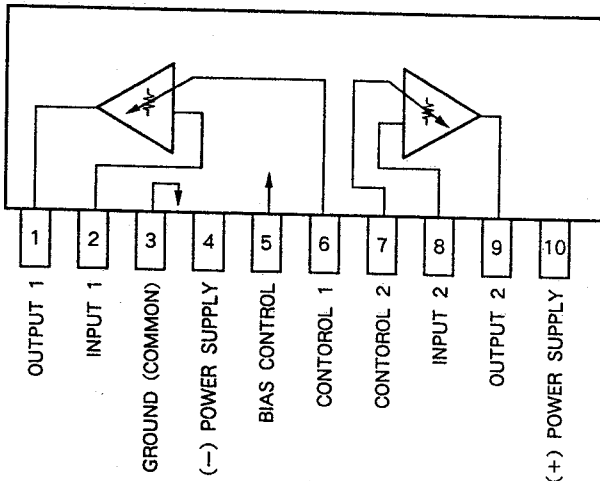 1 2 3 4 5 6 7 8 9 10
OUTPUT 1
INPUT 1
GROUND (COMMON)
(−) POWER SUPPLY
BIAS CONTROL
CONTOROL 1
CONTOROL 2
INPUT 2
OUTPUT 2
(+) POWER SUPPLY